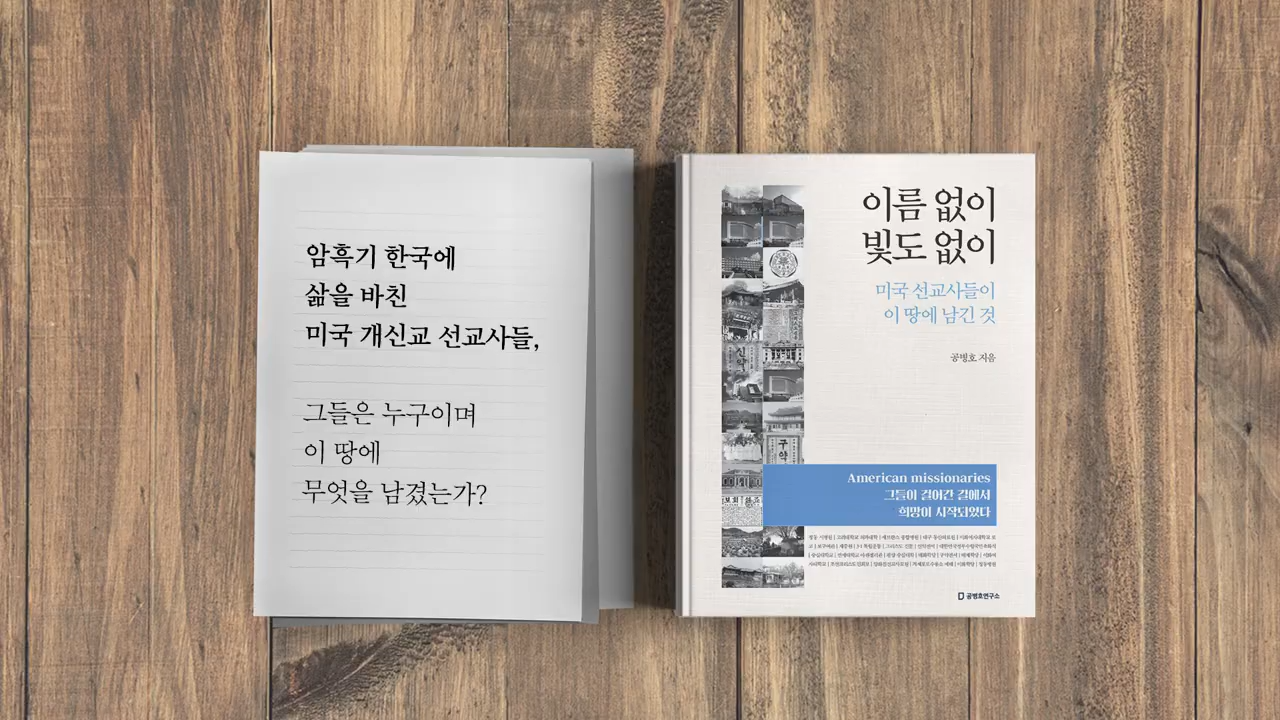 암흑기 한국에
삶을 바친
미국 개신교 선교사들,
그들은 누구이며
이 땅에
무엇을 남겼는가?
이름 없이
빛도 없이
미국 선교사들이
이 땅에 남긴 것
공병호 지음
구약
American missionaries
그들이 걸어간 길에서
희망이 시작되었다
공병호연구소